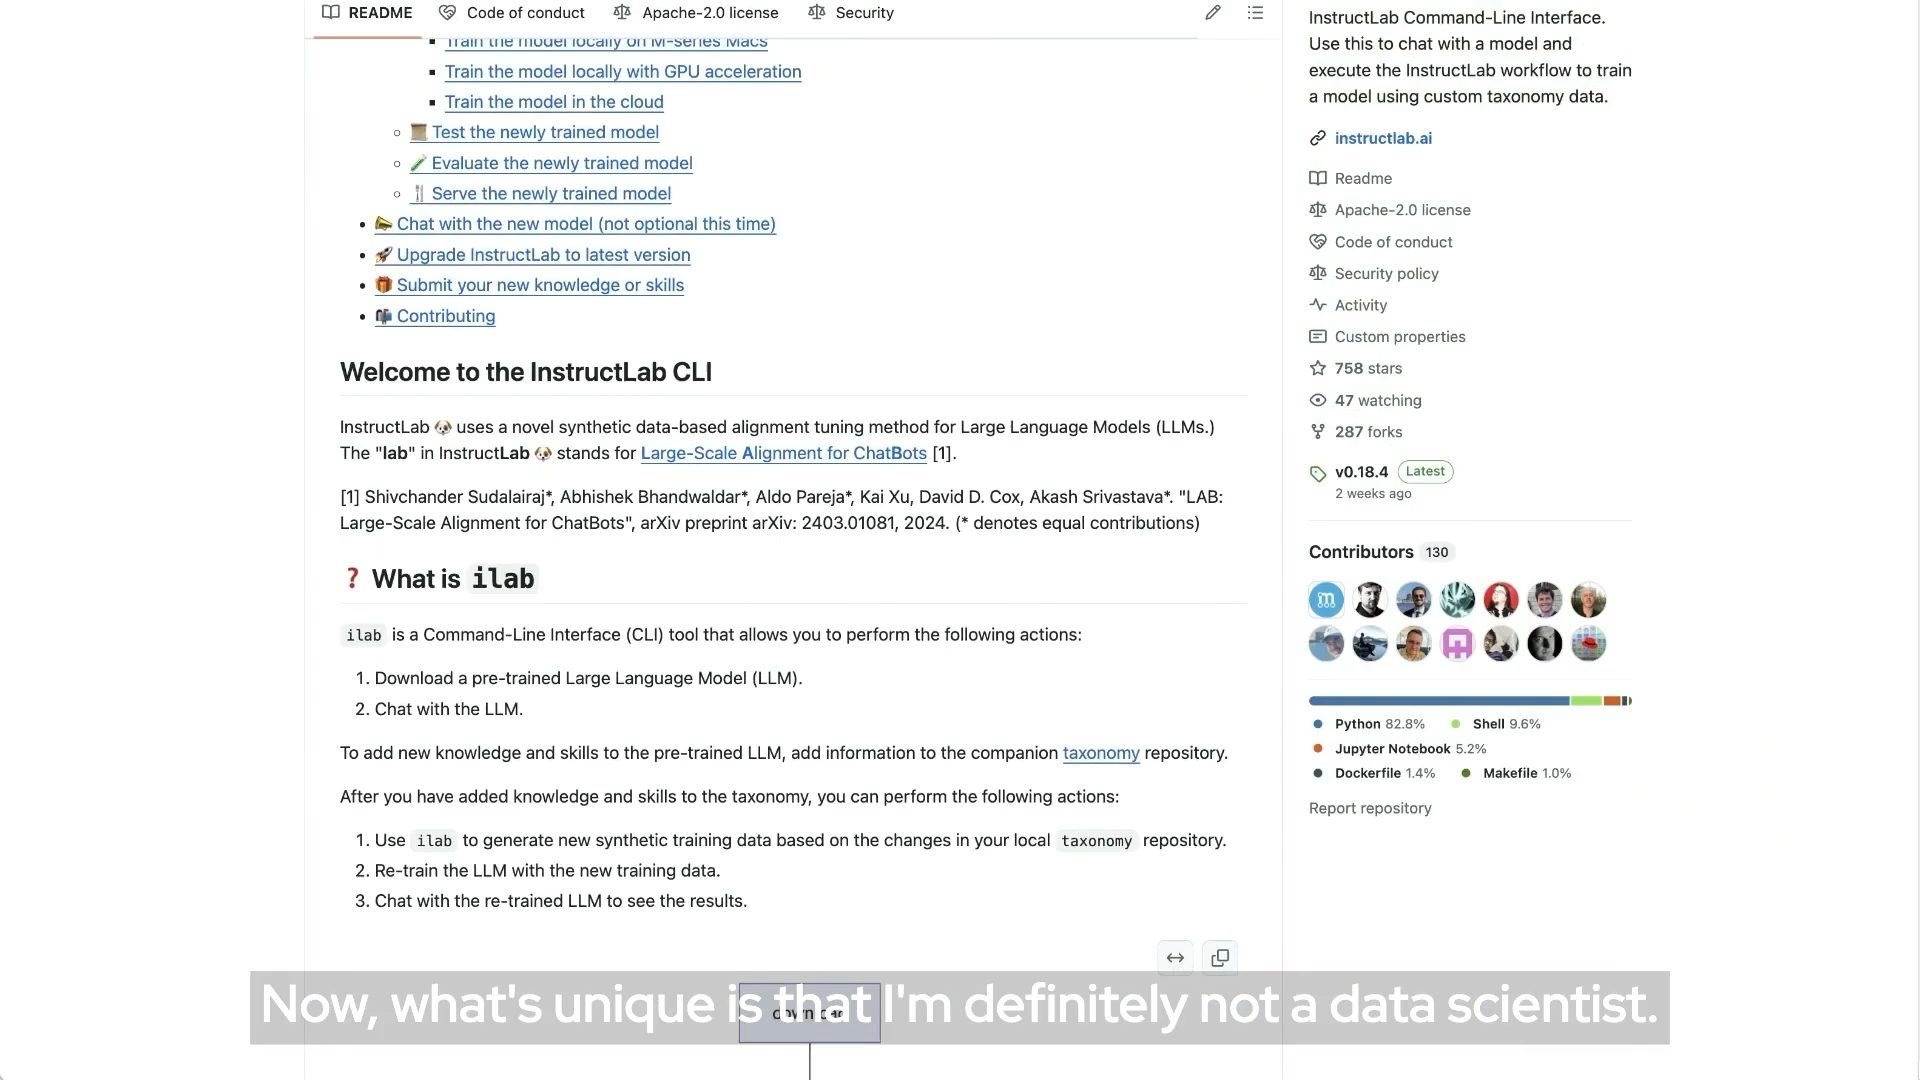 README
Code of conduct
Apache-2.0 license
Security
Train the model locally on M-series Macs
Train the model locally with GPU acceleration
Train the model in the cloud
Test the newly trained model
Evaluate the newly trained model
Serve the newly trained model
Chat with the new model (not optional this time)
Upgrade InstructLab to latest version
Submit your new knowledge or skills
Contributing
Welcome to the InstructLab CLI
InstructLab 🐶 uses a novel synthetic data-based alignment tuning method for Large Language Models (LLMs.)
The "lab" in InstructLab 🐶 stands for Large-Scale Alignment for ChatBots [1].
[1] Shivchander Sudalairaj*, Abhishek Bhandwaldar*, Aldo Pareja*, Kai Xu, David D. Cox, Akash Srivastava*. "LAB:
Large-Scale Alignment for ChatBots", arXiv preprint arXiv: 2403.01081, 2024. (* denotes equal contributions)
❓ What is ilab
ilab is a Command-Line Interface (CLI) tool that allows you to perform the following actions:
1. Download a pre-trained Large Language Model (LLM).
2. Chat with the LLM.
To add new knowledge and skills to the pre-trained LLM, add information to the companion taxonomy repository.
After you have added knowledge and skills to the taxonomy, you can perform the following actions:
1. Use ilab to generate new synthetic training data based on the changes in your local taxonomy repository.
2. Re-train the LLM with the new training data.
3. Chat with the re-trained LLM to see the results.
Now, what's unique is that I'm definitely not a data scientist.
InstructLab Command-Line Interface.
Use this to chat with a model and
execute the InstructLab workflow to train
a model using custom taxonomy data.
instructlab.ai
Readme
Apache-2.0 license
Code of conduct
Security policy
Activity
Custom properties
758 stars
47 watching
287 forks
v0.18.4 Latest
2 weeks ago
Contributors 130
Python 82.8% Shell 9.6%
Jupyter Notebook 5.2%
Dockerfile 1.4% Makefile 1.0%
Report repository